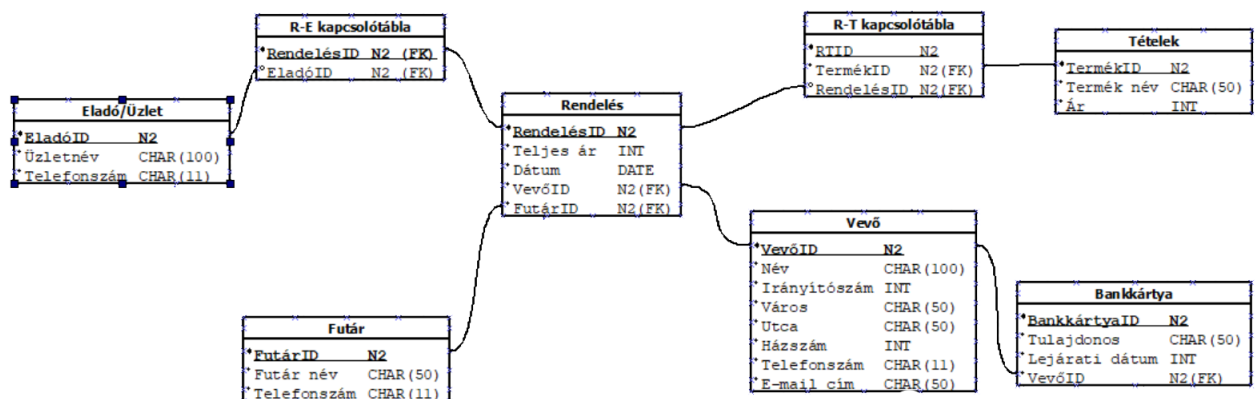 R-E kapcsolótábla
RendelésID N2 (FK)
EladóID N2 (FK)
Eladó/Üzlet
EladóID N2
Üzletnév CHAR(100)
Telefonszám CHAR(11)
Rendelés
RendelésID N2
Teljes ár INT
Dátum DATE
VevőID N2(FK)
FutárID N2(FK)
R-T kapcsolótábla
RTID N2
TermékID N2(FK)
RendelésID N2(FK)
Tételek
TermékID N2
Termék név CHAR(50)
Ár INT
Futár
FutárID N2
Futár név CHAR(50)
Telefonszám CHAR(11)
Vevő
VevőID N2
Név CHAR(100)
Irányítószám INT
Város CHAR(50)
Utca CHAR(50)
Házszám INT
Telefonszám CHAR(11)
E-mail cím CHAR(50)
Bankkártya
BankkártyaID N2
Tulajdonos CHAR(50)
Lejárati dátum INT
VevőID N2(FK)